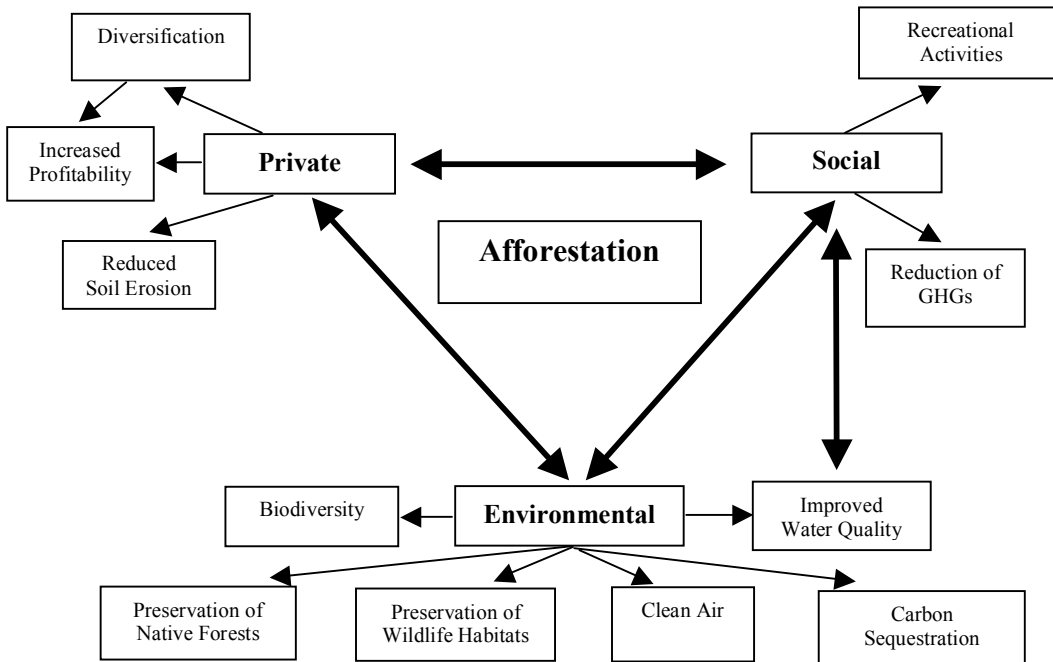 Diversification
Recreational
Activities
Increased
Profitability
Private
Social
Afforestation
Reduced
Soil Erosion
Reduction of
GHGs
Biodiversity
Environmental
Improved
Water Quality
Preservation of
Native Forests
Preservation of
Wildlife Habitats
Clean Air
Carbon
Sequestration